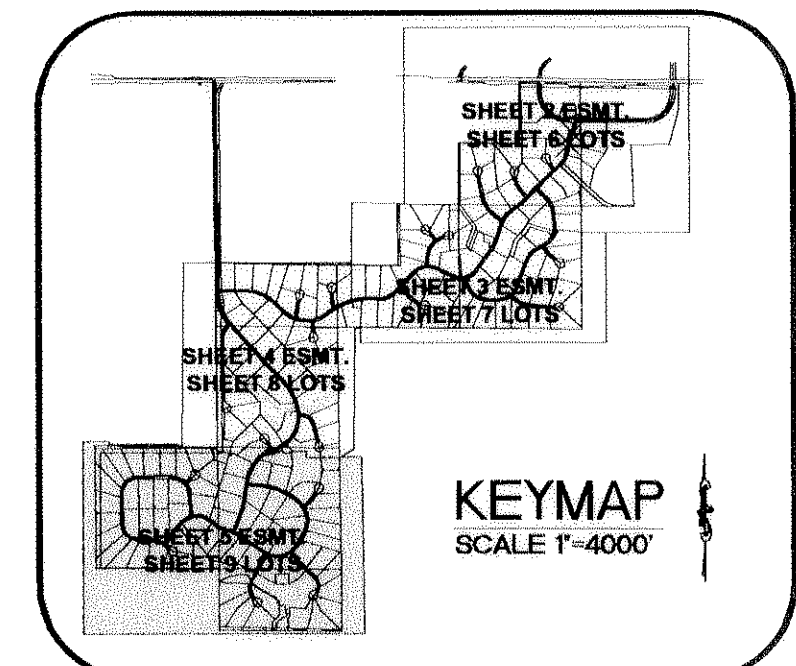 SHEET 2 ESMT.
SHEET 6 LOTS
SHEET 3 ESMT.
SHEET 7 LOTS
SHEET 4 ESMT.
SHEET 8 LOTS
SHEET 5 ESMT.
SHEET 9 LOTS
KEYMAP
SCALE 1"=4000'